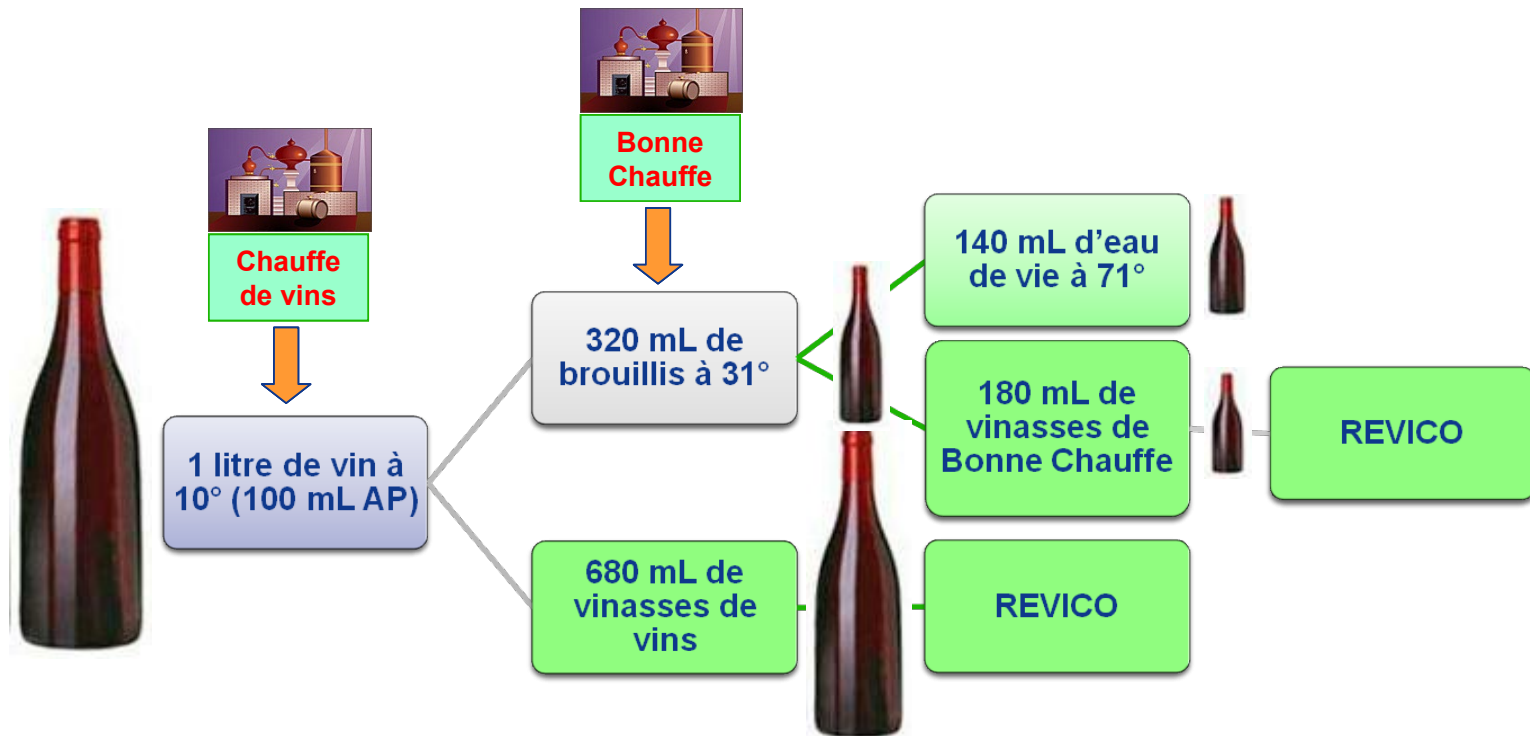 Bonne
Chauffe
Chauffe
de vins
1 litre de vin à
10° (100 mL AP)
320 mL de
brouillis à 31°
680 mL de
vinasses de
vins
140 mL d’eau
de vie à 71°
180 mL de
vinasses de
Bonne Chauffe
REVICO
REVICO